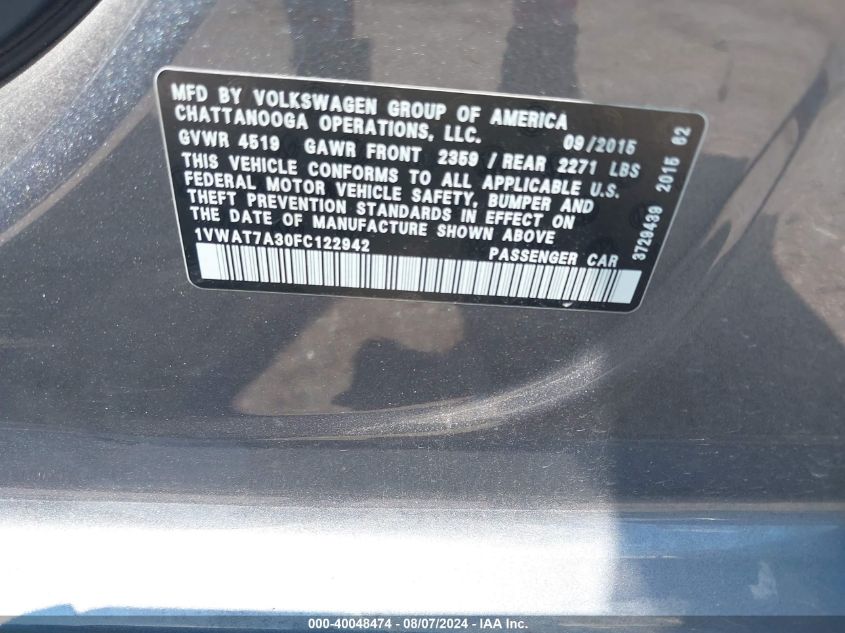 MFD BY VOLKSWAGEN GROUP OF AMERICA
CHATTANOOGA OPERATIONS, LLC. 09/2015
GVWR 4519 GAWR FRONT 2359 / REAR 2271 LBS
THIS VEHICLE CONFORMS TO ALL APPLICABLE U.S.
FEDERAL MOTOR VEHICLE SAFETY, BUMPER AND
THEFT PREVENTION STANDARDS IN EFFECT ON
THE DATE OF MANUFACTURE SHOWN ABOVE
1VWAT7A30FC122942 PASSENGER CAR
3729439 2015 62
000-40048474 — 08/07/2024 — IAA Inc.